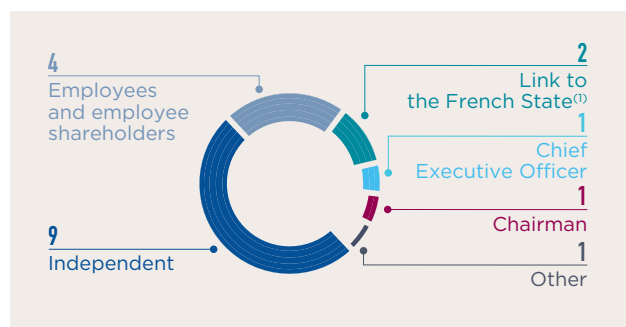 4
Employees
and employee
shareholders
9
Independent
2
Link to
the French State(1)
1
Chief
Executive Officer
1
Chairman
1
Other